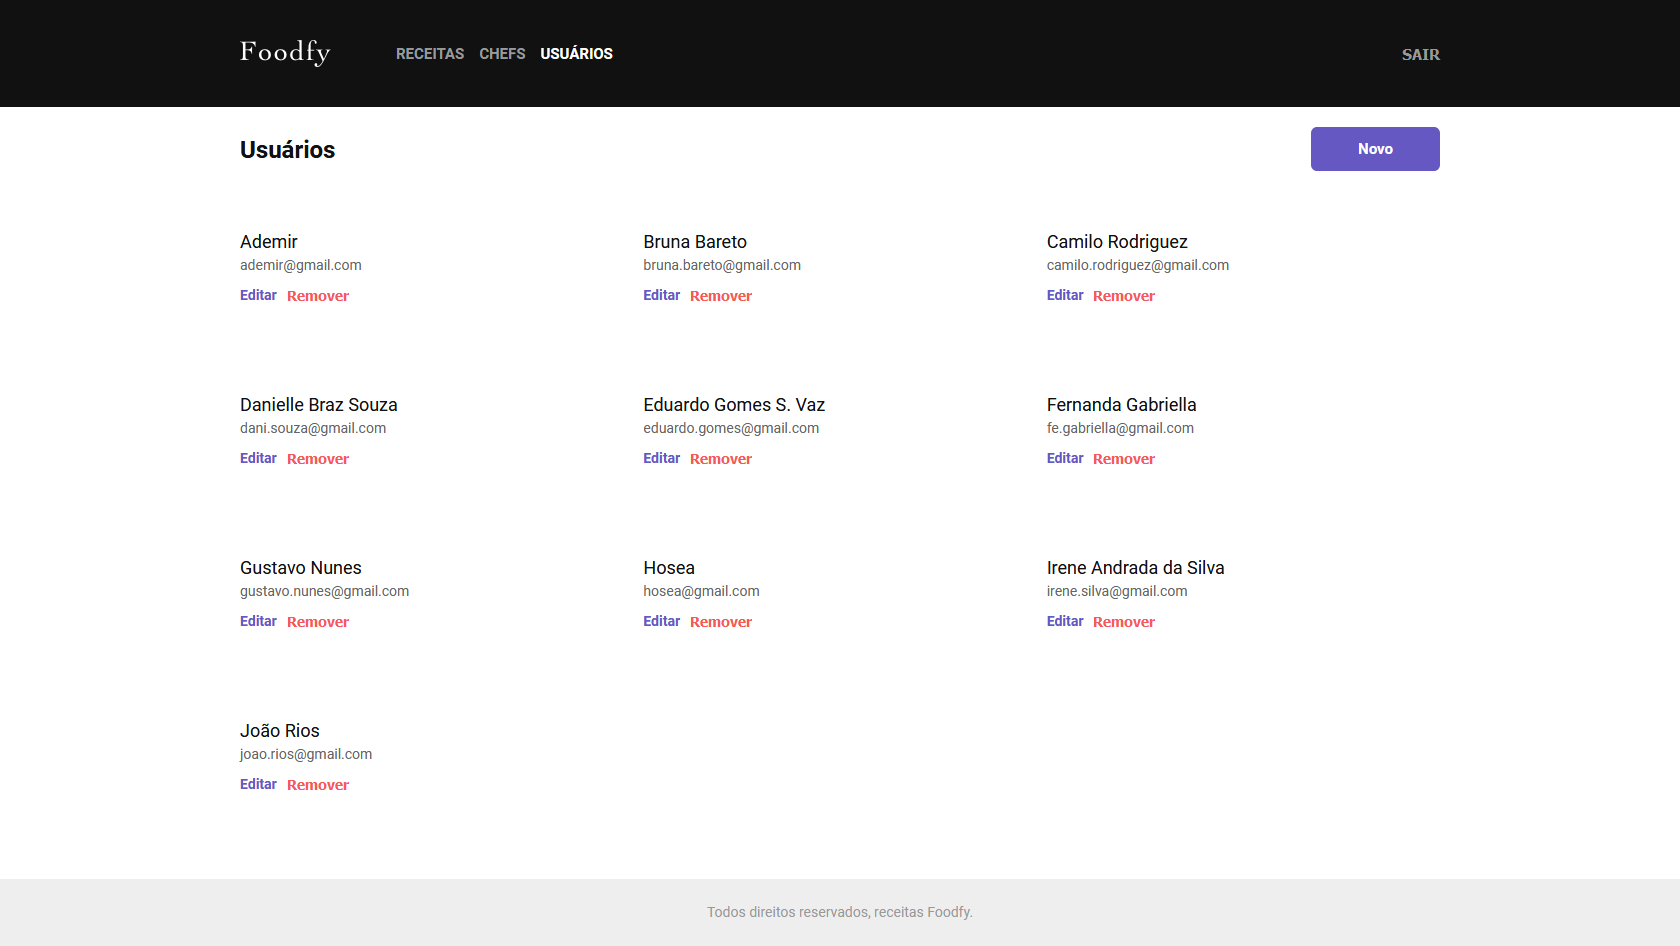 Foodfy RECEITAS CHEFS USUÁRIOS SAIR
Usuários Novo
Ademir
ademir@gmail.com
Editar Remover
Bruna Bareto
bruna.bareto@gmail.com
Editar Remover
Camilo Rodriguez
camilo.rodriguez@gmail.com
Editar Remover
Danielle Braz Souza
dani.souza@gmail.com
Editar Remover
Eduardo Gomes S. Vaz
eduardo.gomes@gmail.com
Editar Remover
Fernanda Gabriella
fe.gabriella@gmail.com
Editar Remover
Gustavo Nunes
gustavo.nunes@gmail.com
Editar Remover
Hosea
hosea@gmail.com
Editar Remover
Irene Andrada da Silva
irene.silva@gmail.com
Editar Remover
João Rios
joao.rios@gmail.com
Editar Remover
Todos direitos reservados, receitas Foodfy.